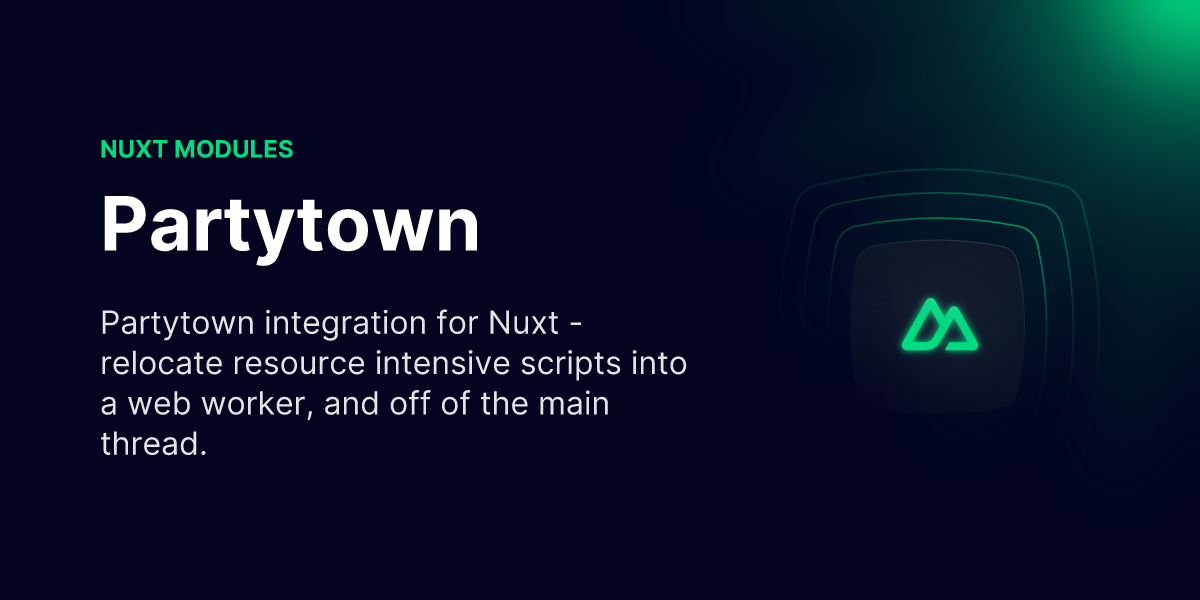 NUXT MODULES
Partytown
Partytown integration for Nuxt -
relocate resource intensive scripts into
a web worker, and off of the main
thread.